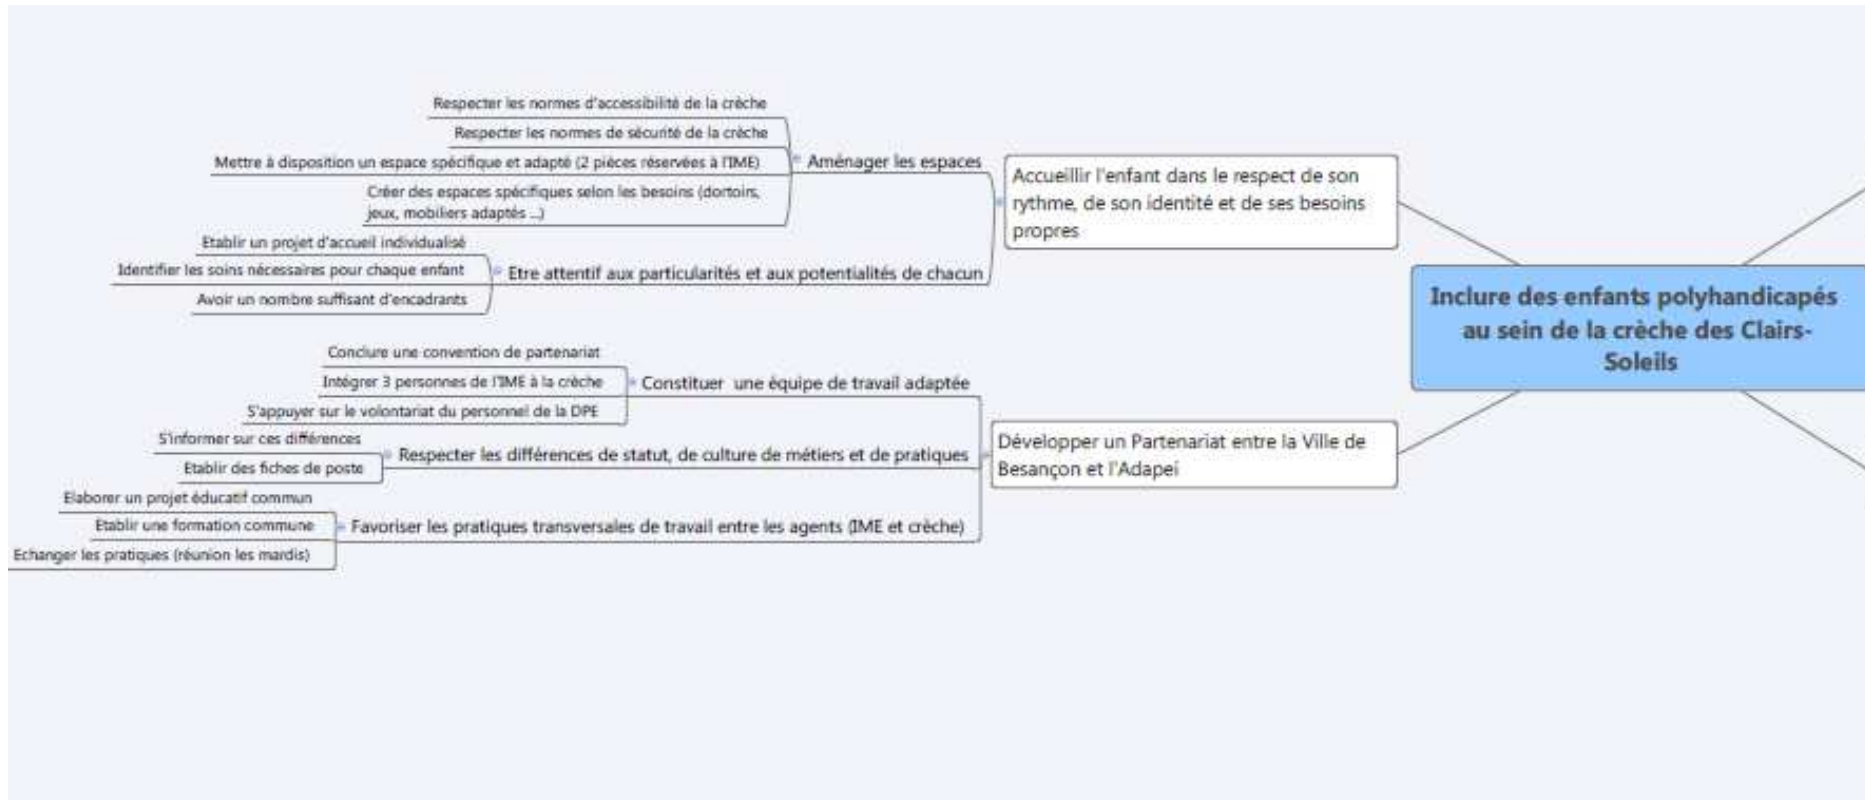 Respecter les normes d'accessibilité de la crèche
Respecter les normes de sécurité de la crèche
Mettre à disposition un espace spécifique et adapté (2 pièces réservées à l'IME)
Créer des espaces spécifiques selon les besoins (dortoirs,
jeux, mobiliers adaptés ...)
Aménager les espaces
Etablir un projet d'accueil individualisé
Identifier les soins nécessaires pour chaque enfant
Avoir un nombre suffisant d'encadrants
Etre attentif aux particularités et aux potentialités de chacun
Accueillir l'enfant dans le respect de son
rythme, de son identité et de ses besoins
propres
Conclure une convention de partenariat
Intégrer 3 personnes de l'IME à la crèche
S'appuyer sur le volontariat du personnel de la DPE
Constituer une équipe de travail adaptée
S'informer sur ces différences
Etablir des fiches de poste
Respecter les différences de statut, de culture de métiers et de pratiques
Elaborer un projet éducatif commun
Etablir une formation commune
Echanger les pratiques (réunion les mardis)
Favoriser les pratiques transversales de travail entre les agents (IME et crèche)
Développer un Partenariat entre la Ville de
Besançon et l'Adapei
Inclure des enfants polyhandicapés
au sein de la crèche des Clairs-
Soleils